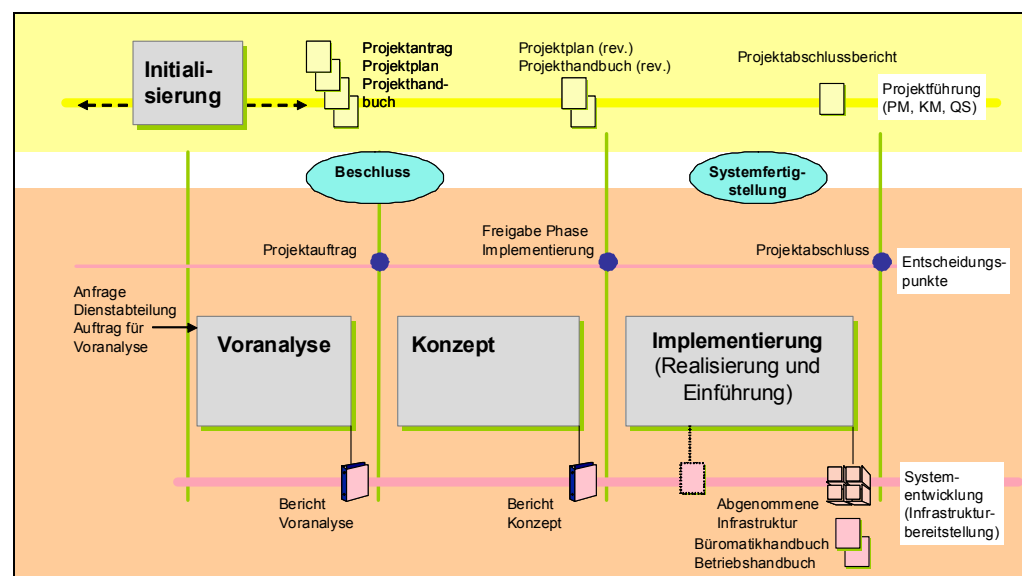 Initiali-
sierung
Projektantrag
Projektplan
Projekthand-
buch
Projektplan (rev.)
Projekthandbuch (rev.)
Projektabschlussbericht
Projektführung
(PM, KM, QS)
Beschluss
Systemfertig-
stellung
Projektauftrag
Freigabe Phase
Implementierung
Projektabschluss
Entscheidungs-
punkte
Anfrage
Dienstabteilung
Auftrag für
Voranalyse
Voranalyse
Konzept
Implementierung
(Realisierung und
Einführung)
Bericht
Voranalyse
Bericht
Konzept
Abgenommene
Infrastruktur
Büromatikhandbuch
Betriebshandbuch
System-
entwicklung
(Infrastruktur-
bereitstellung)